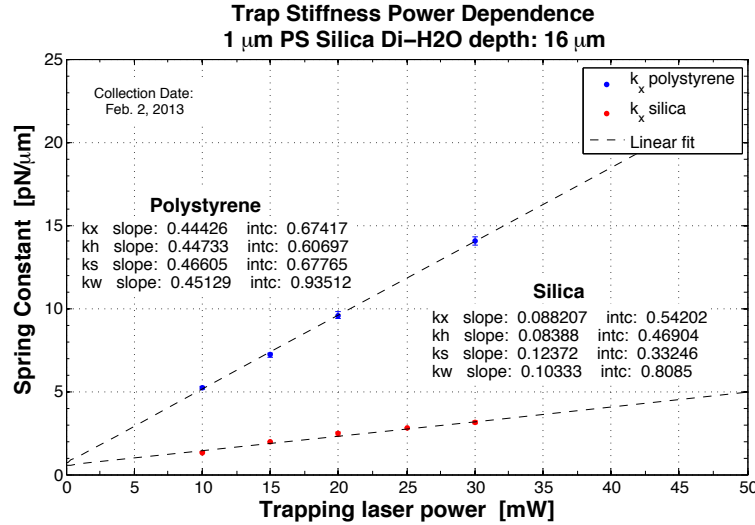 Trap Stiffness Power Dependence
1 μm PS Silica Di−H2O depth: 16 μm
Collection Date:
Feb. 2, 2013
k_x polystyrene
k_x silica
Linear fit
Polystyrene
kx slope: 0.44426 intc: 0.67417
kh slope: 0.44733 intc: 0.60697
ks slope: 0.46605 intc: 0.67765
kw slope: 0.45129 intc: 0.93512
Silica
kx slope: 0.088207 intc: 0.54202
kh slope: 0.08388 intc: 0.46904
ks slope: 0.12372 intc: 0.33246
kw slope: 0.10333 intc: 0.8085
Spring Constant [pN/μm]
25
20
15
10
5
0
0 5 10 15 20 25 30 35 40 45 50
Trapping laser power [mW]